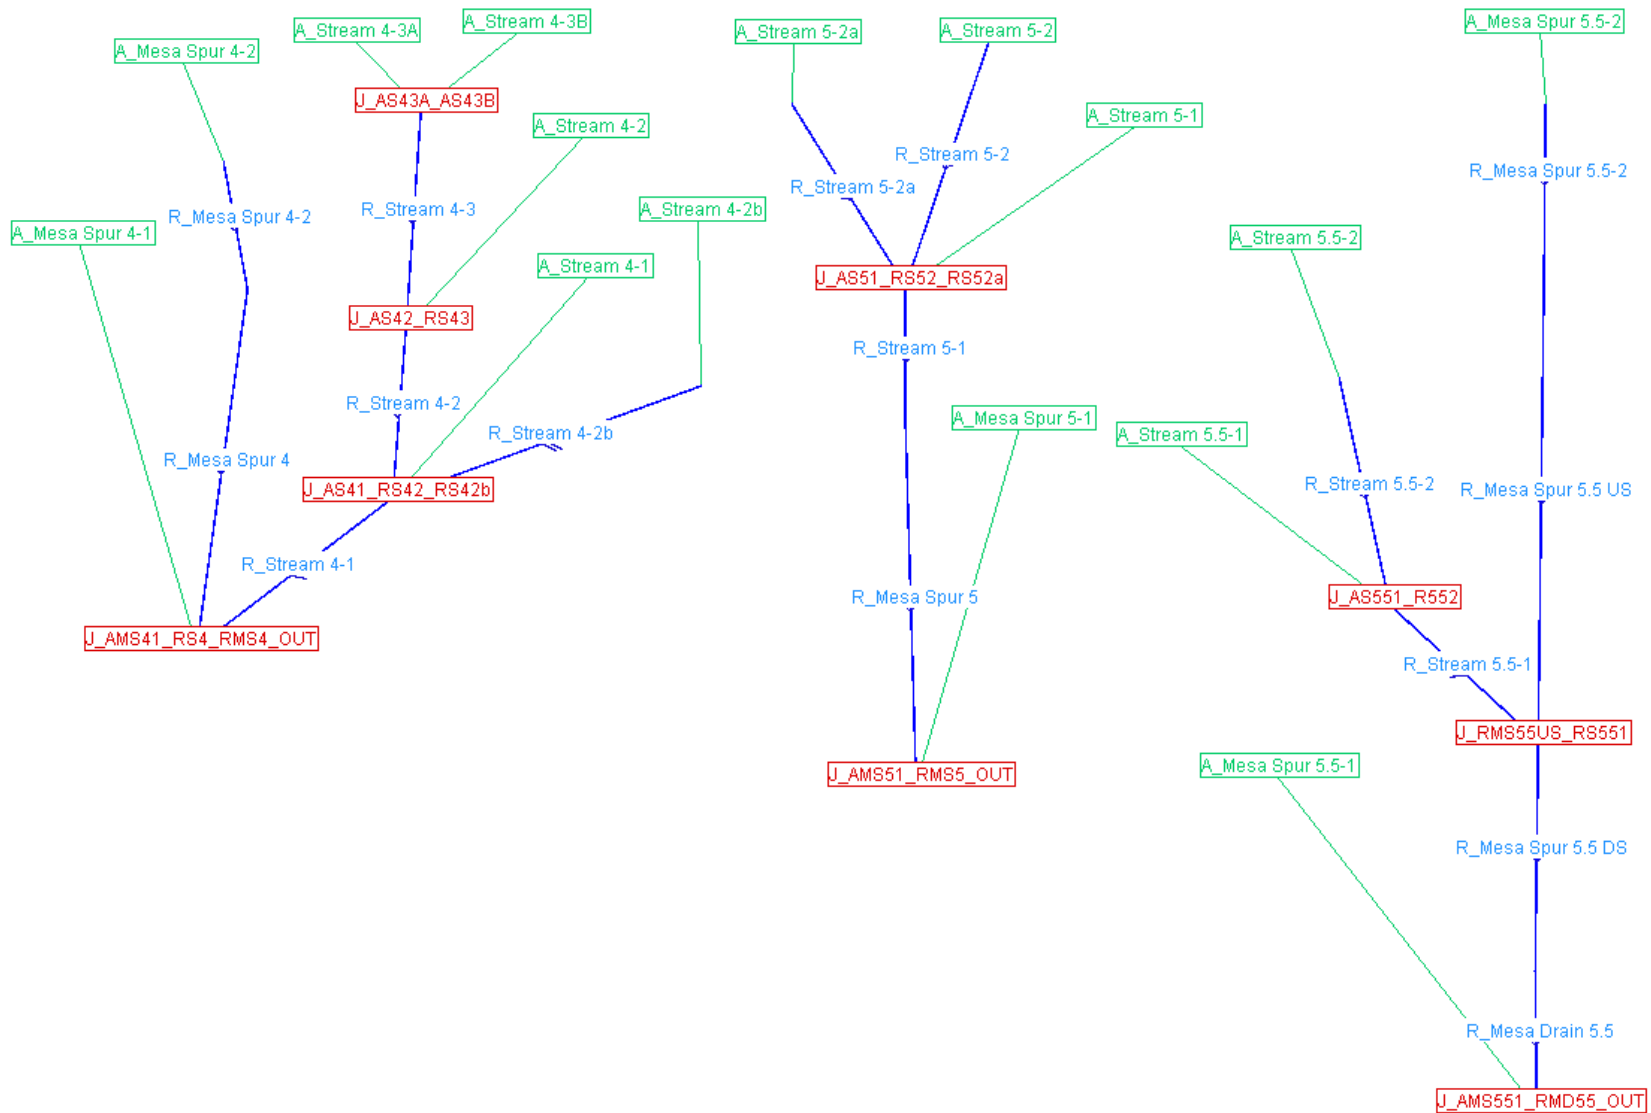 A_Mesa Spur 4-2
A_Stream 4-3A
A_Stream 4-3B
J_AS43A_AS43B
A_Stream 4-2
R_Stream 4-3
R_Mesa Spur 4-2
A_Stream 4-2b
A_Mesa Spur 4-1
A_Stream 4-1
J_AS42_RS43
R_Stream 4-2
R_Stream 4-2b
R_Mesa Spur 4
J_AS41_RS42_RS42b
R_Stream 4-1
J_AMS41_RS4_RMS4_OUT
A_Stream 5-2a
A_Stream 5-2
A_Stream 5-1
R_Stream 5-2
R_Stream 5-2a
J_AS51_RS52_RS52a
R_Stream 5-1
A_Mesa Spur 5-1
R_Mesa Spur 5
J_AMS51_RMS5_OUT
A_Mesa Spur 5.5-2
R_Mesa Spur 5.5-2
A_Stream 5.5-2
A_Stream 5.5-1
R_Stream 5.5-2
R_Mesa Spur 5.5 US
J_AS551_R552
R_Stream 5.5-1
J_RMS55US_RS551
A_Mesa Spur 5.5-1
R_Mesa Spur 5.5 DS
R_Mesa Drain 5.5
J_AMS551_RMD55_OUT